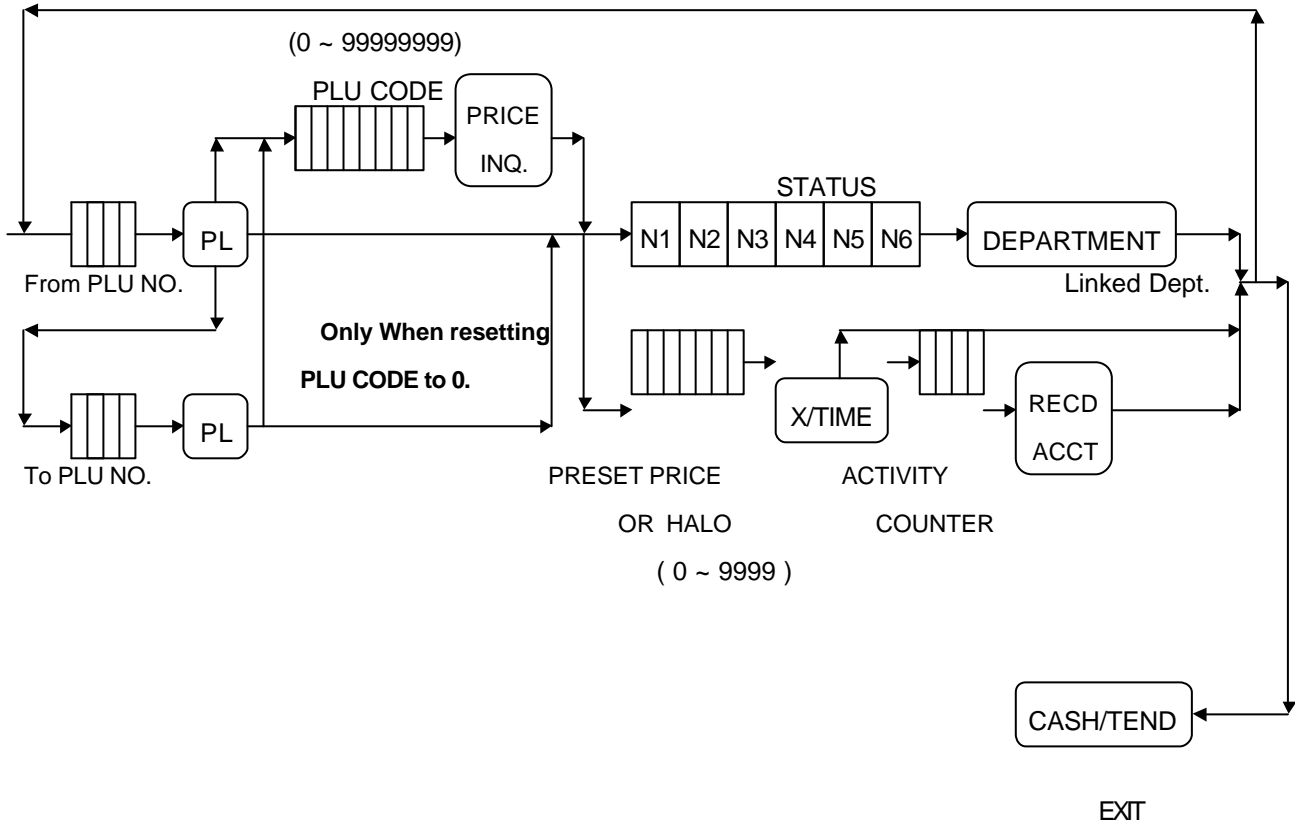 (0 ~ 99999999)
PLU CODE
PRICE
INQ.
STATUS
PL
N1 N2 N3 N4 N5 N6
DEPARTMENT
From PLU NO.
Linked Dept.
Only When resetting
PLU CODE to 0.
PL
X/TIME
RECD
ACCT
To PLU NO.
PRESET PRICE
OR HALO
( 0 ~ 9999 )
ACTIVITY
COUNTER
CASH/TEND
EXIT